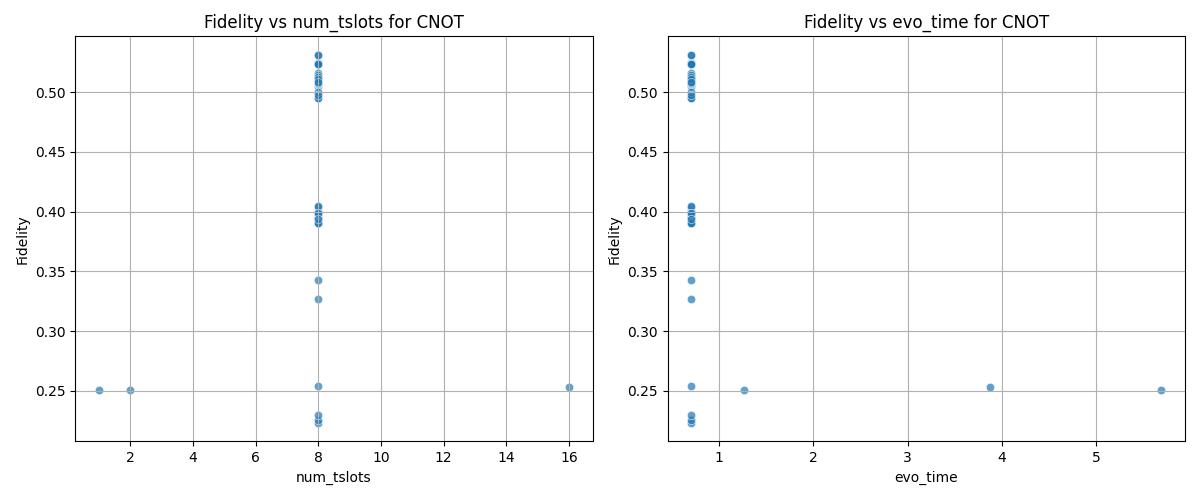 Fidelity vs num_tslots for CNOT
0.50
0.45
0.40
0.35
0.30
0.25
Fidelity
2 4 6 8 10 12 14 16
num_tslots
Fidelity vs evo_time for CNOT
0.50
0.45
0.40
0.35
0.30
0.25
Fidelity
1 2 3 4 5
evo_time